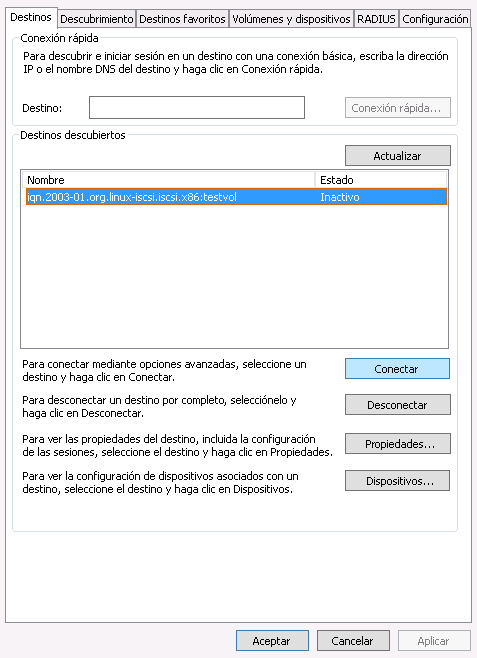 Destinos Descubrimiento Destinos favoritos Volúmenes y dispositivos RADIUS Configuración
Conexión rápida
Para descubrir e iniciar sesión en un destino con una conexión básica, escriba la dirección
IP o el nombre DNS del destino y haga clic en Conexión rápida.
Destino: Conexión rápida...
Destinos descubiertos
Actualizar
Nombre Estado
iqn.2003-01.org.linux-iscsi.iscsi.x86:testvol Inactivo
Para conectar mediante opciones avanzadas, seleccione un
destino y haga clic en Conectar.
Conectar
Para desconectar un destino por completo, selecciónelo y
haga clic en Desconectar.
Desconectar
Para ver las propiedades del destino, incluida la configuración
de las sesiones, seleccione el destino y haga clic en Propiedades.
Propiedades...
Para ver la configuración de dispositivos asociados con un
destino, seleccione el destino y haga clic en Dispositivos.
Dispositivos...
Aceptar Cancelar Aplicar